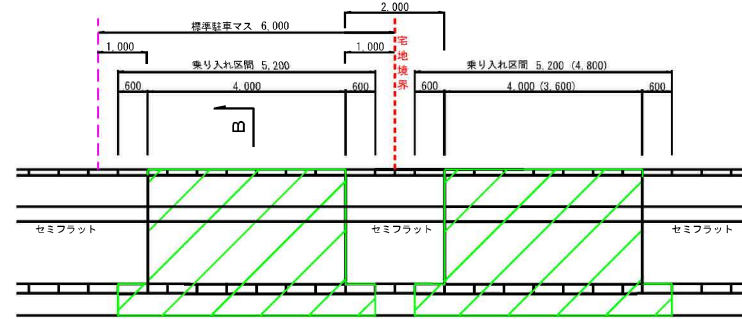 2,000
標準駐車マス 6,000
1,000
1,000
宅地境界
乗り入れ区間 5,200
乗り入れ区間 5,200 (4,800)
600
4,000
600
600
4,000(3,600)
600
B
セミフラット
セミフラット
セミフラット